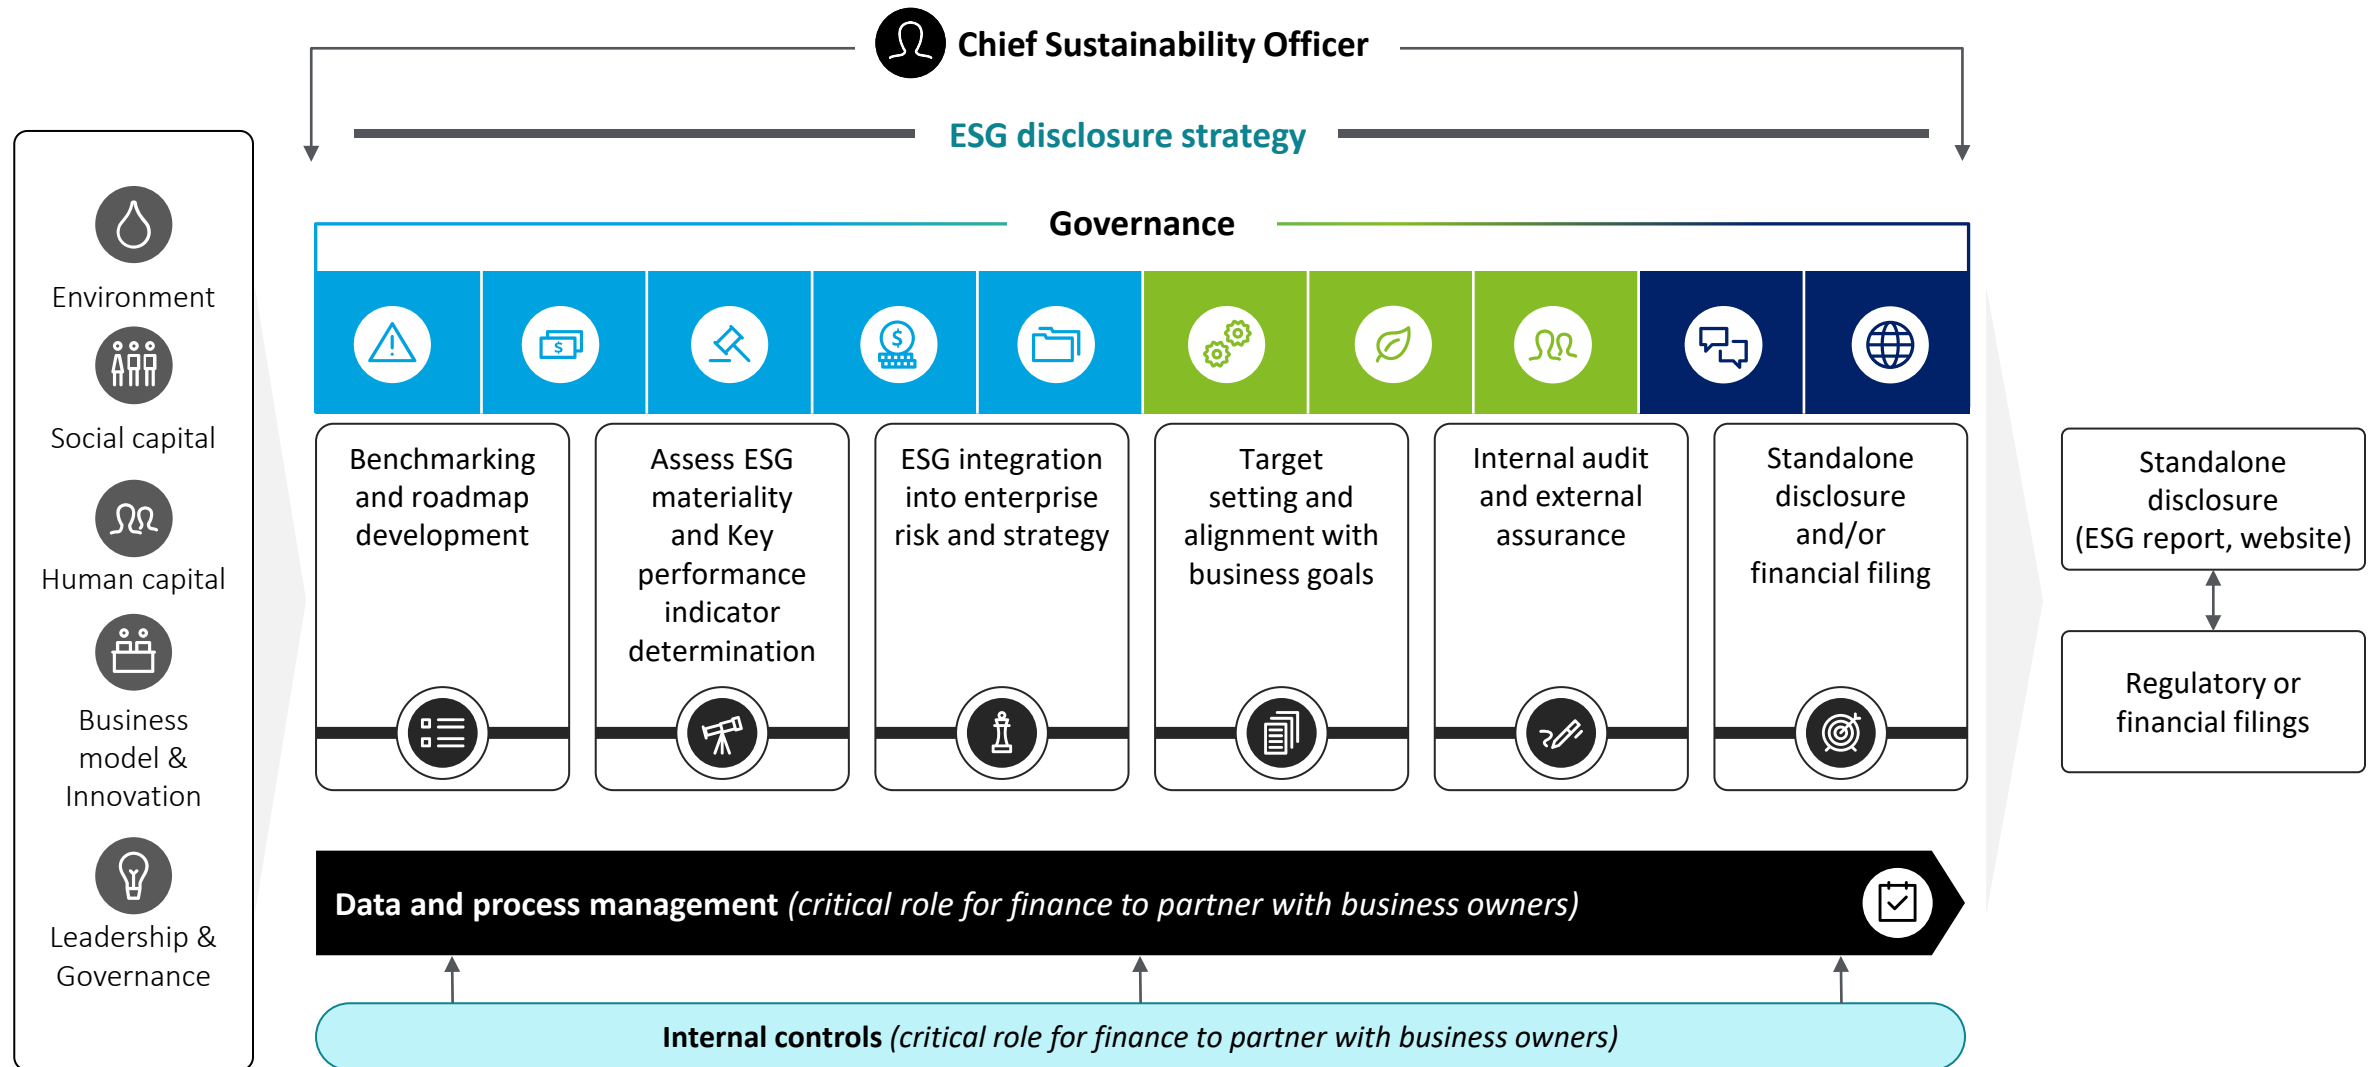 Chief Sustainability Officer
ESG disclosure strategy
Governance
Environment
Social capital
Human capital
Business
model &
Innovation
Leadership &
Governance
Benchmarking
and roadmap
development
Assess ESG
materiality
and Key
performance
indicator
determination
ESG integration
into enterprise
risk and strategy
Target
setting and
alignment with
business goals
Internal audit
and external
assurance
Standalone
disclosure
and/or
financial filing
Standalone
disclosure
(ESG report, website)
Regulatory or
financial filings
Data and process management (critical role for finance to partner with business owners)
Internal controls (critical role for finance to partner with business owners)